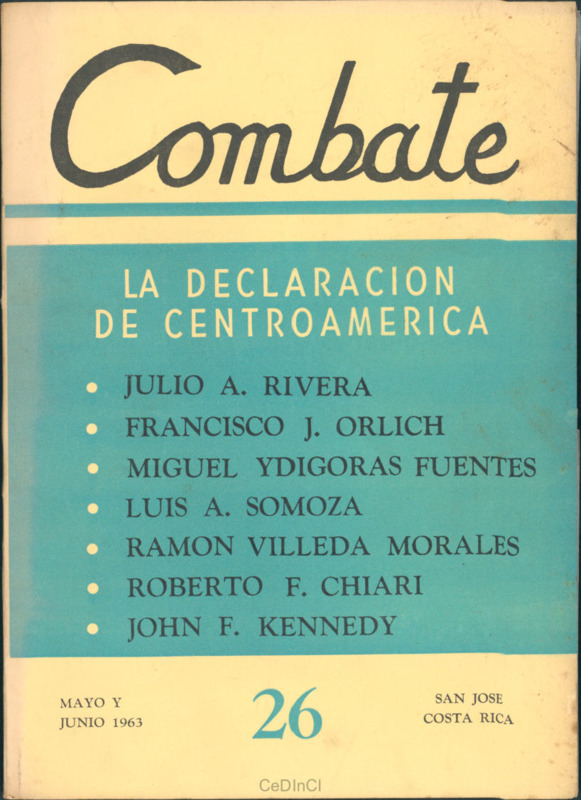 Combate
LA DECLARACION
DE CENTROAMERICA
• JULIO A. RIVERA
• FRANCISCO J. ORLICH
• MIGUEL YDIGORAS FUENTES
• LUIS A. SOMOZA
• RAMON VILLEDA MORALES
• ROBERTO F. CHIARI
• JOHN F. KENNEDY
MAYO Y
JUNIO 1963
26
SAN JOSE
COSTA RICA
CeDInCI